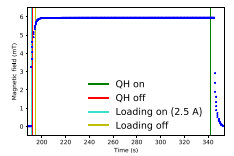 6
5
4
3
2
1
0
Magnetic field (mT)
QH on
QH off
Loading on (2.5 A)
Loading off
200 220 240 260 280 300 320 340
Time (s)